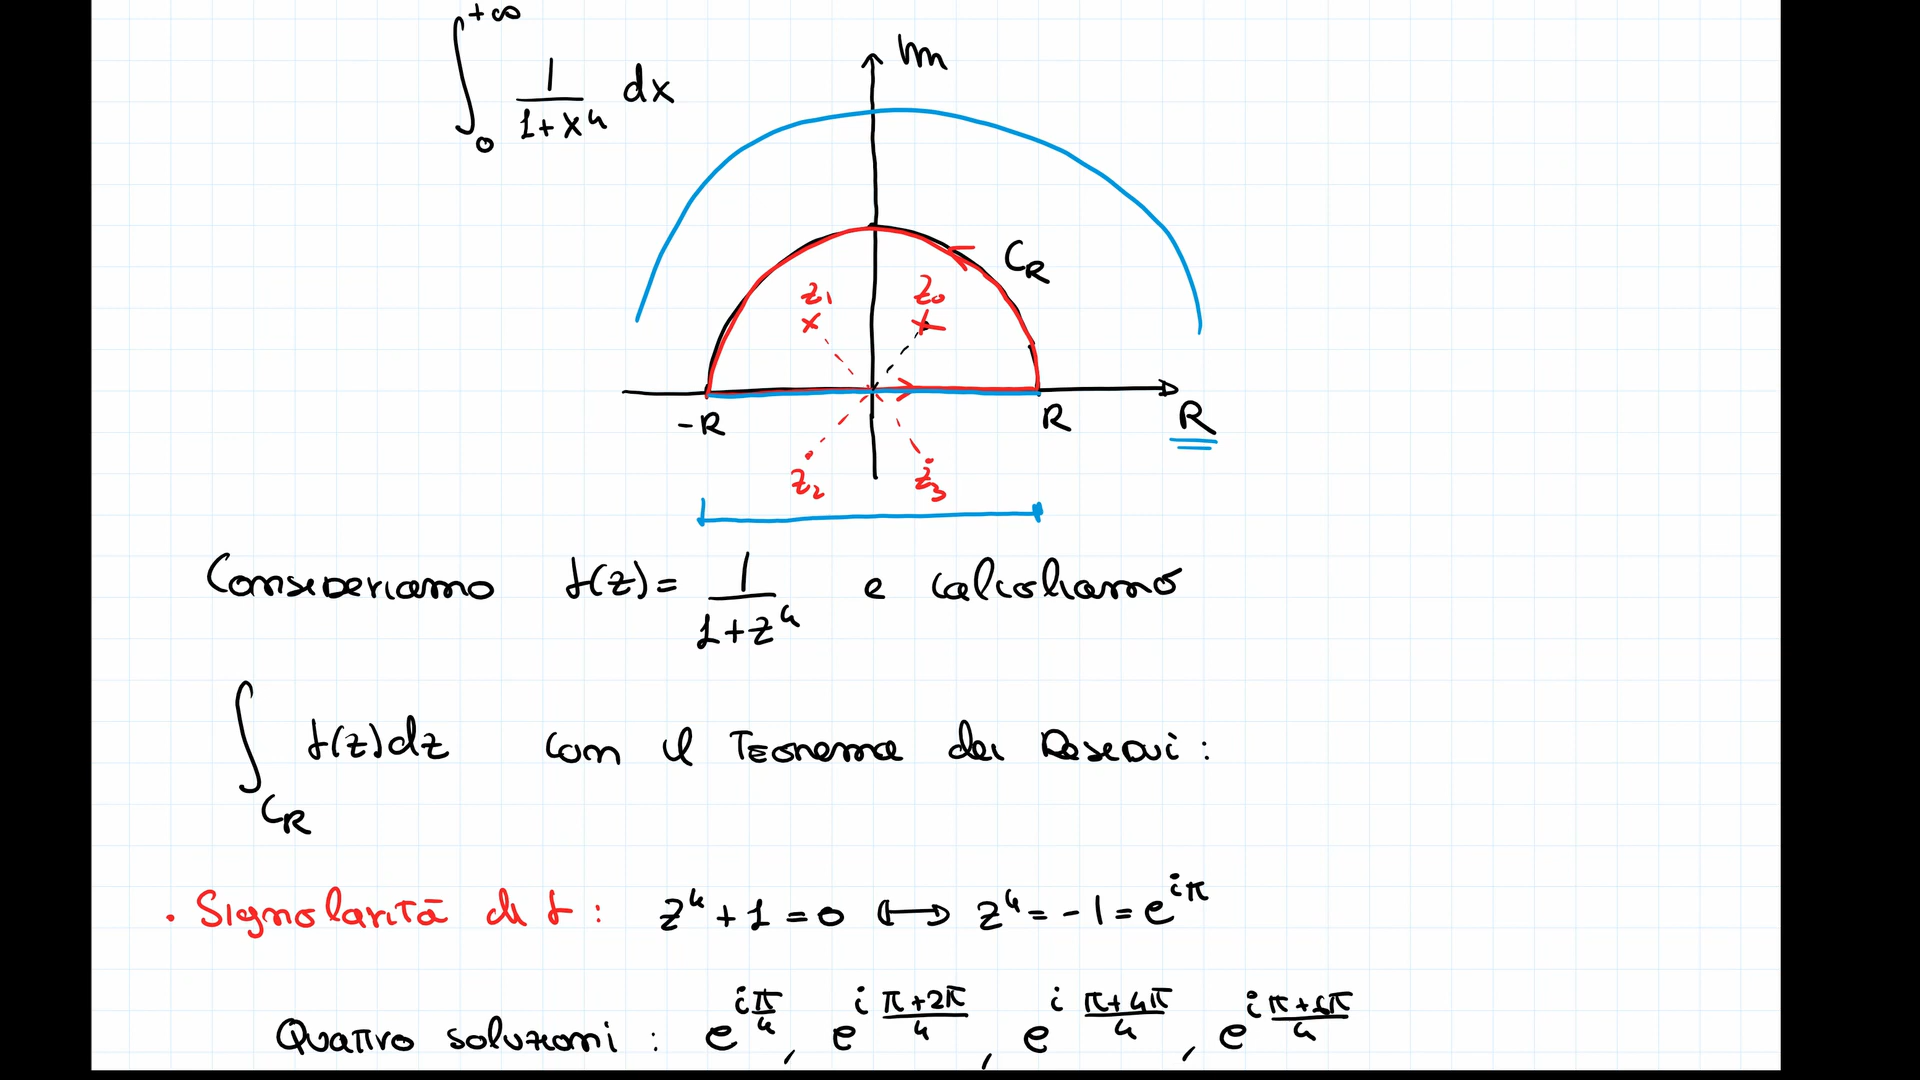 ∫₀^{+∞} 1/(1+x⁴) dx
Im
C_R
z₁ z₀
-R R R
z₂ z₃
Consideriamo f(z) = 1/(1+z⁴) e calcoliamo
∫_{C_R} f(z)dz con il Teorema dei Residui:
• Signolarità di f: z⁴ + 1 = 0 ⟷ z⁴ = -1 = e^{iπ}
Quattro soluzioni: e^{iπ/4}, e^{i(π+2π)/4}, e^{i(π+4π)/4}, e^{i(π+6π)/4}